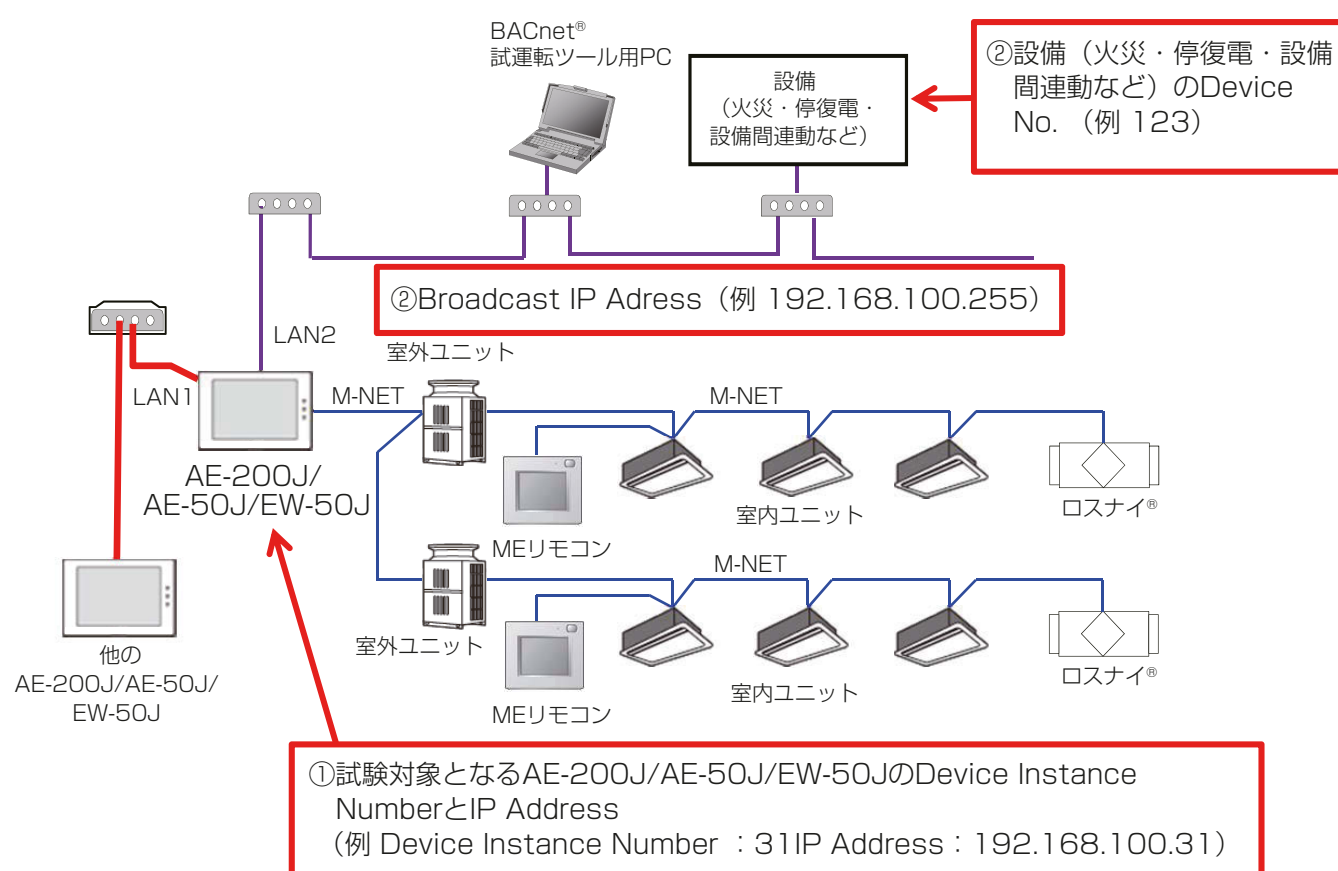 BACnet®
試運転ツール用PC
設備
（火災・停復電・
設備間連動など）
②設備（火災・停復電・設備
間連動など）のDevice
No. （例 123）
②Broadcast IP Adress（例 192.168.100.255）
LAN2
室外ユニット
LAN1
M-NET
M-NET
AE-200J/
AE-50J/EW-50J
MEリモコン
室内ユニット
ロスナイ®
M-NET
他の
AE-200J/AE-50J/
EW-50J
室外ユニット
MEリモコン
室内ユニット
ロスナイ®
①試験対象となるAE-200J/AE-50J/EW-50JのDevice Instance
NumberとIP Address
（例 Device Instance Number ：31IP Address：192.168.100.31）